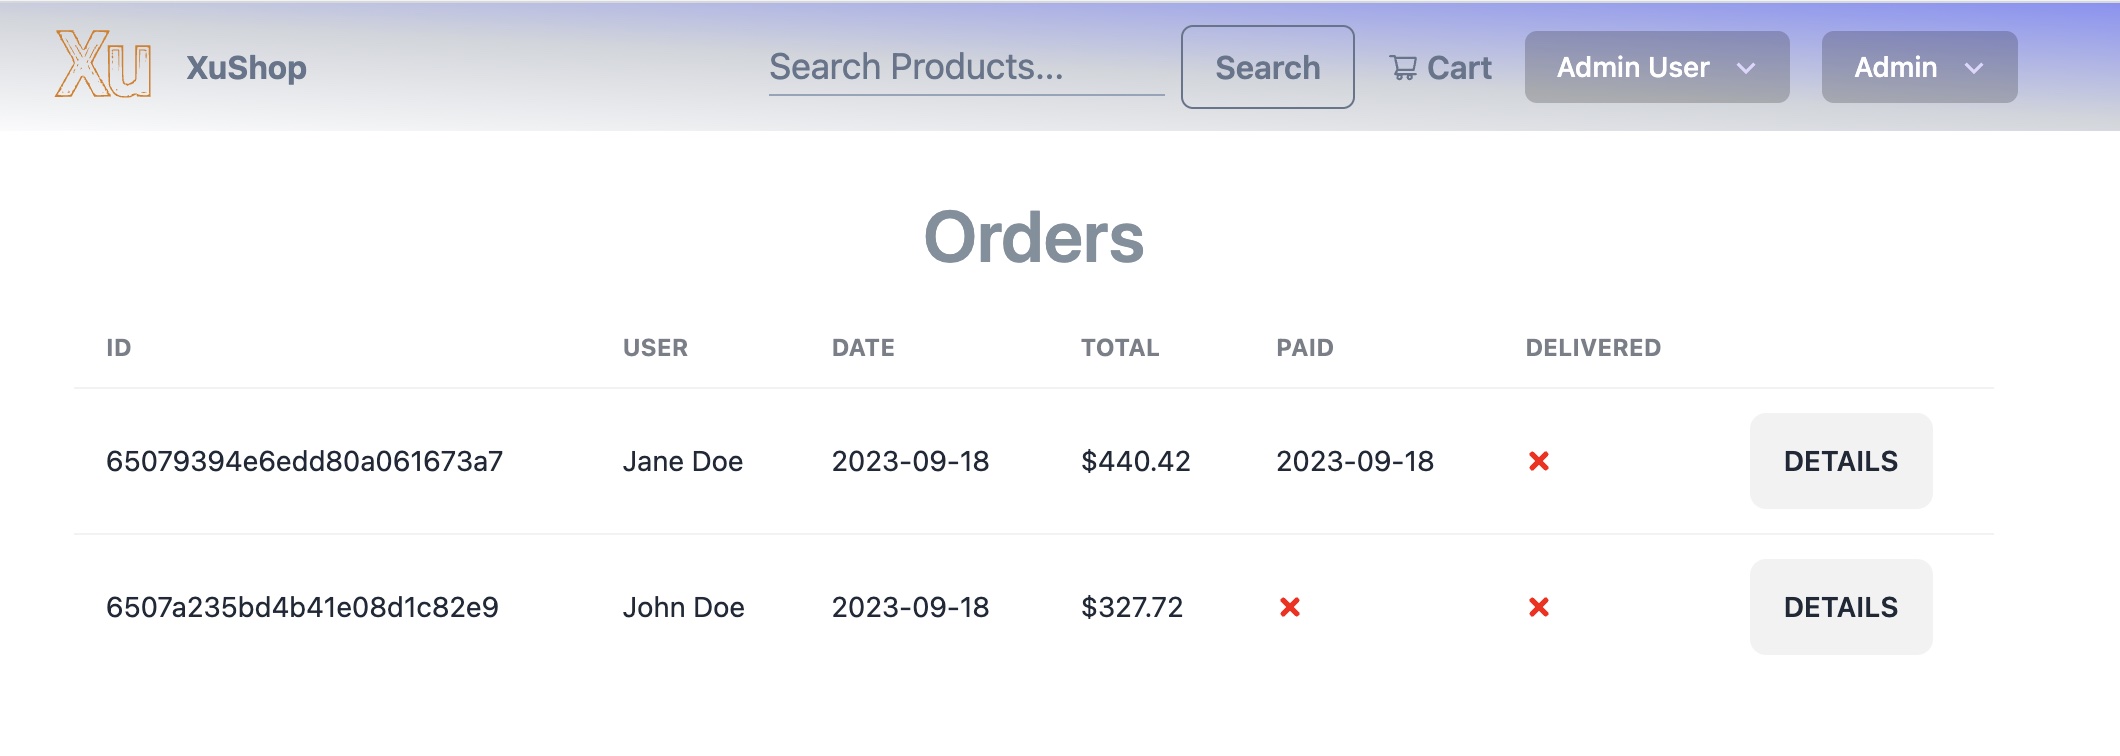 Xu XuShop Search Products... Search Cart Admin User Admin
Orders
ID USER DATE TOTAL PAID DELIVERED
65079394e6edd80a061673a7 Jane Doe 2023-09-18 $440.42 2023-09-18 DETAILS
6507a235bd4b41e08d1c82e9 John Doe 2023-09-18 $327.72 DETAILS